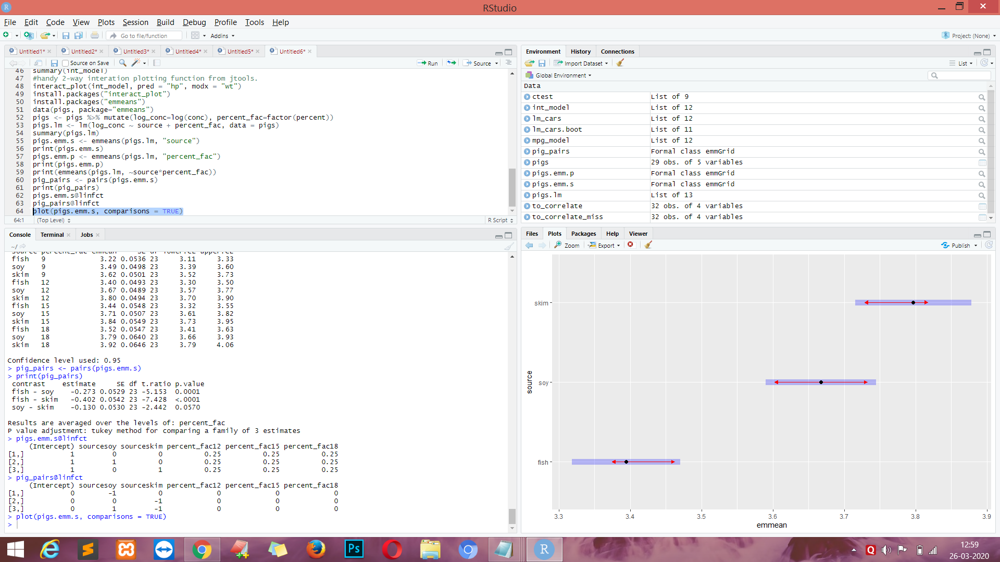 RStudio
File Edit Code View Plots Session Build Debug Profile Tools Help
Go to file/function Addins Project: (None)
Untitled1* Untitled2* Untitled3* Untitled4* Untitled5* Untitled6*
Source on Save Run Source
46 summary(int_model)
47 #handy 2-way interation plotting function from jtools.
48 interact_plot(int_model, pred = "hp", modx = "wt")
49 install.packages("interact_plot")
50 install.packages("emmeans")
51 data(pigs, package="emmeans")
52 pigs <- pigs %>% mutate(log_conc=log(conc), percent_fac=factor(percent))
53 pigs.lm <- lm(log_conc ~ source + percent_fac, data = pigs)
54 summary(pigs.lm)
55 pigs.emm.s <- emmeans(pigs.lm, "source")
56 print(pigs.emm.s)
57 pigs.emm.p <- emmeans(pigs.lm, "percent_fac")
58 print(pigs.emm.p)
59 print(emmeans(pigs.lm, ~source*percent_fac))
60 pig_pairs <- pairs(pigs.emm.s)
61 print(pig_pairs)
62 pigs.emm.s@linfct
63 pig_pairs@linfct
64 plot(pigs.emm.s, comparisons = TRUE)
64:1 (Top Level) R Script
Console Terminal Jobs
~/
source percent_fac emmean SE df lower.CL upper.CL
fish 9 3.22 0.0536 23 3.11 3.33
soy 9 3.49 0.0498 23 3.39 3.60
skim 9 3.62 0.0501 23 3.52 3.73
fish 12 3.40 0.0493 23 3.30 3.50
soy 12 3.67 0.0489 23 3.57 3.77
skim 12 3.80 0.0494 23 3.70 3.90
fish 15 3.44 0.0548 23 3.32 3.55
soy 15 3.71 0.0507 23 3.61 3.82
skim 15 3.84 0.0549 23 3.73 3.95
fish 18 3.52 0.0547 23 3.41 3.63
soy 18 3.79 0.0640 23 3.66 3.93
skim 18 3.92 0.0646 23 3.79 4.06
Confidence level used: 0.95
> pig_pairs <- pairs(pigs.emm.s)
> print(pig_pairs)
contrast estimate SE df t.ratio p.value
fish - soy -0.273 0.0529 23 -5.153 0.0001
fish - skim -0.402 0.0542 23 -7.428 <.0001
soy - skim -0.130 0.0530 23 -2.442 0.0570
Results are averaged over the levels of: percent_fac
P value adjustment: tukey method for comparing a family of 3 estimates
> pigs.emm.s@linfct
(Intercept) sourcesoy sourceskim percent_fac12 percent_fac15 percent_fac18
[1,] 1 0 0 0.25 0.25 0.25
[2,] 1 1 0 0.25 0.25 0.25
[3,] 1 0 1 0.25 0.25 0.25
> pig_pairs@linfct
(Intercept) sourcesoy sourceskim percent_fac12 percent_fac15 percent_fac18
[1,] 0 -1 0 0 0 0
[2,] 0 0 -1 0 0 0
[3,] 0 1 -1 0 0 0
> plot(pigs.emm.s, comparisons = TRUE)
>
Environment History Connections
Import Dataset List
Global Environment
Data
ctest List of 9
int_model List of 12
lm_cars List of 12
lm_cars.boot List of 11
mpg_model List of 12
pig_pairs Formal class emmGrid
pigs 29 obs. of 5 variables
pigs.emm.p Formal class emmGrid
pigs.emm.s Formal class emmGrid
pigs.lm List of 13
to_correlate 32 obs. of 4 variables
to_correlate_miss 32 obs. of 4 variables
Files Plots Packages Help Viewer
Zoom Export Publish
skim
soy
fish
source
3.3 3.4 3.5 3.6 3.7 3.8 3.9
emmean
Ps R Q
12:59
26-03-2020